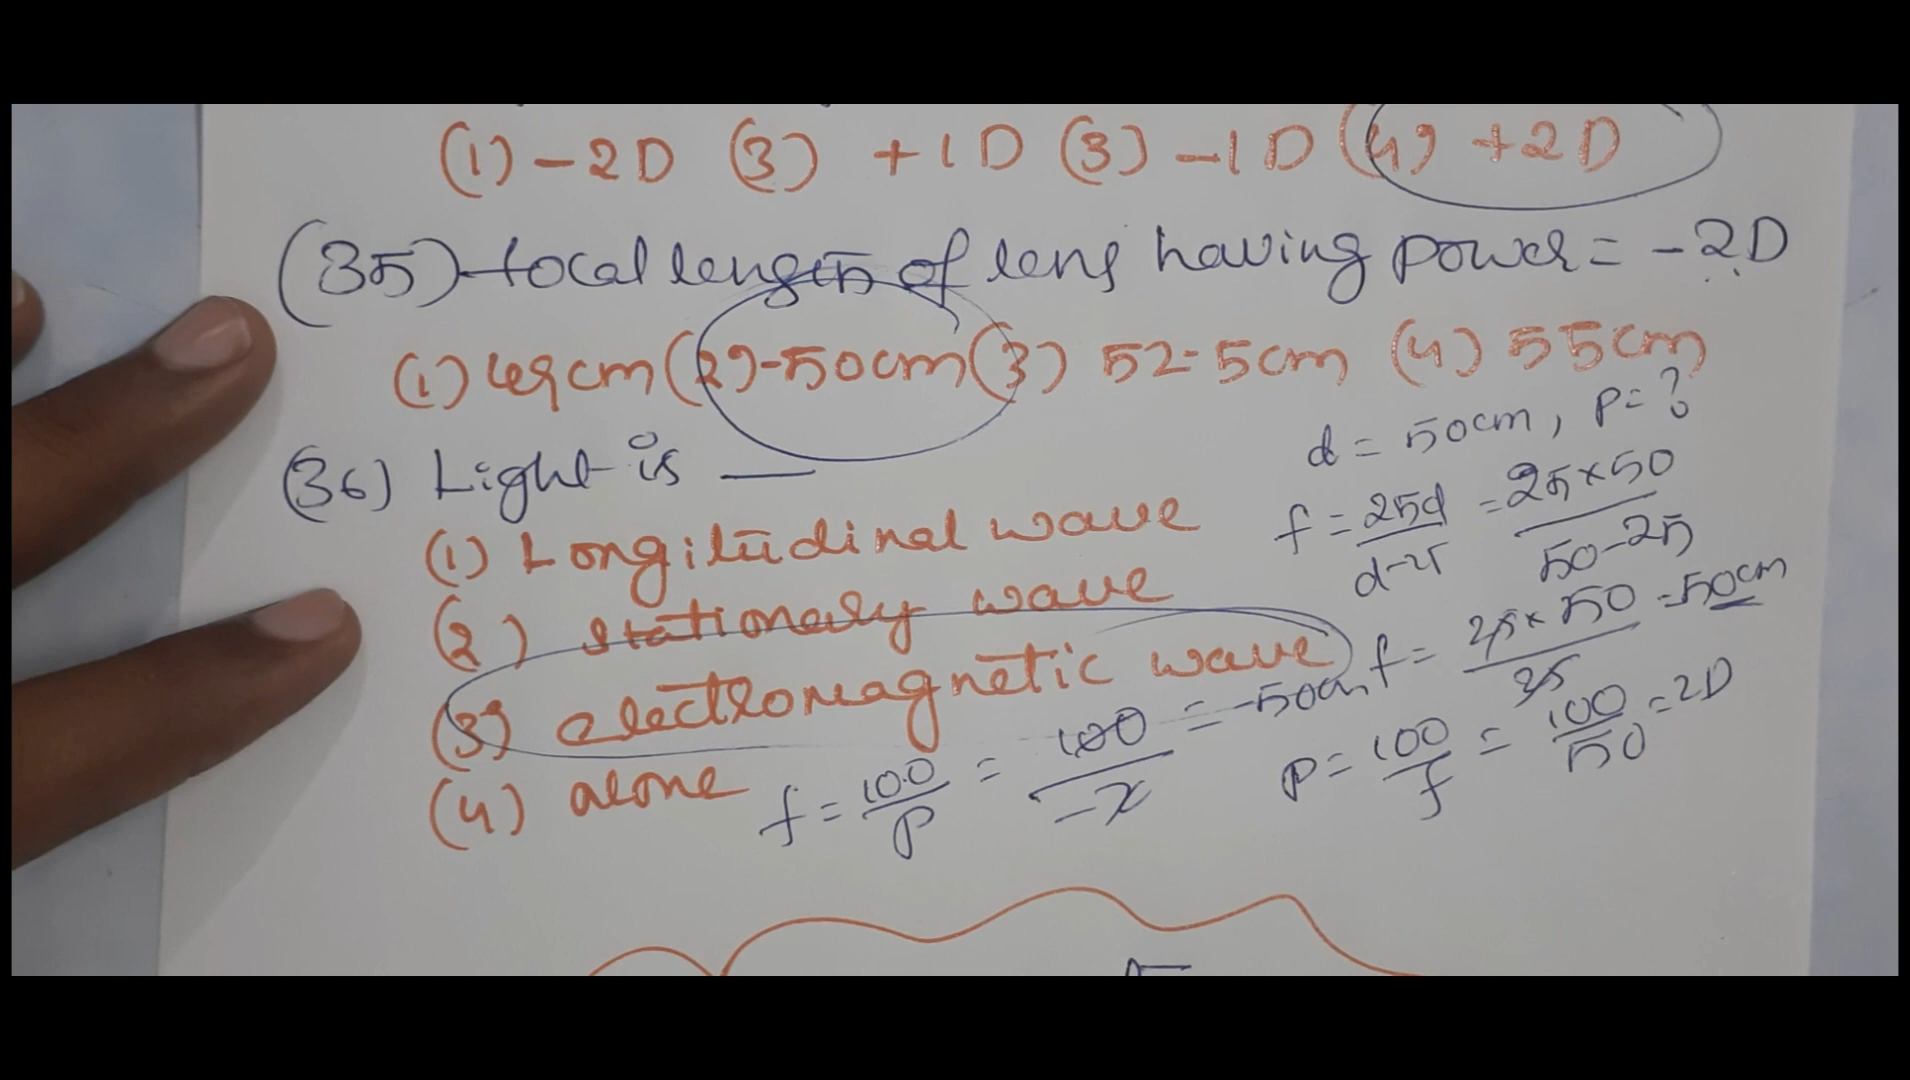 (1) -2D (3) +1D (3) -1D (4) +2D
(35) focal length of lens having power = -2D
(1) 49cm (2) -50cm (3) 52.5cm (4) 55cm
d = 50cm, P = ?
(36) Light is __
f = 25d / d-25 = 25×50 / 50-25
(1) Longitudinal wave
(2) stationary wave
f = 25×50 / 25 = 50cm
(3) electromagnetic wave
(4) alone
f = 100 / P = 100 / -2 = -50cm
P = 100 / f = 100 / 50 = 2D